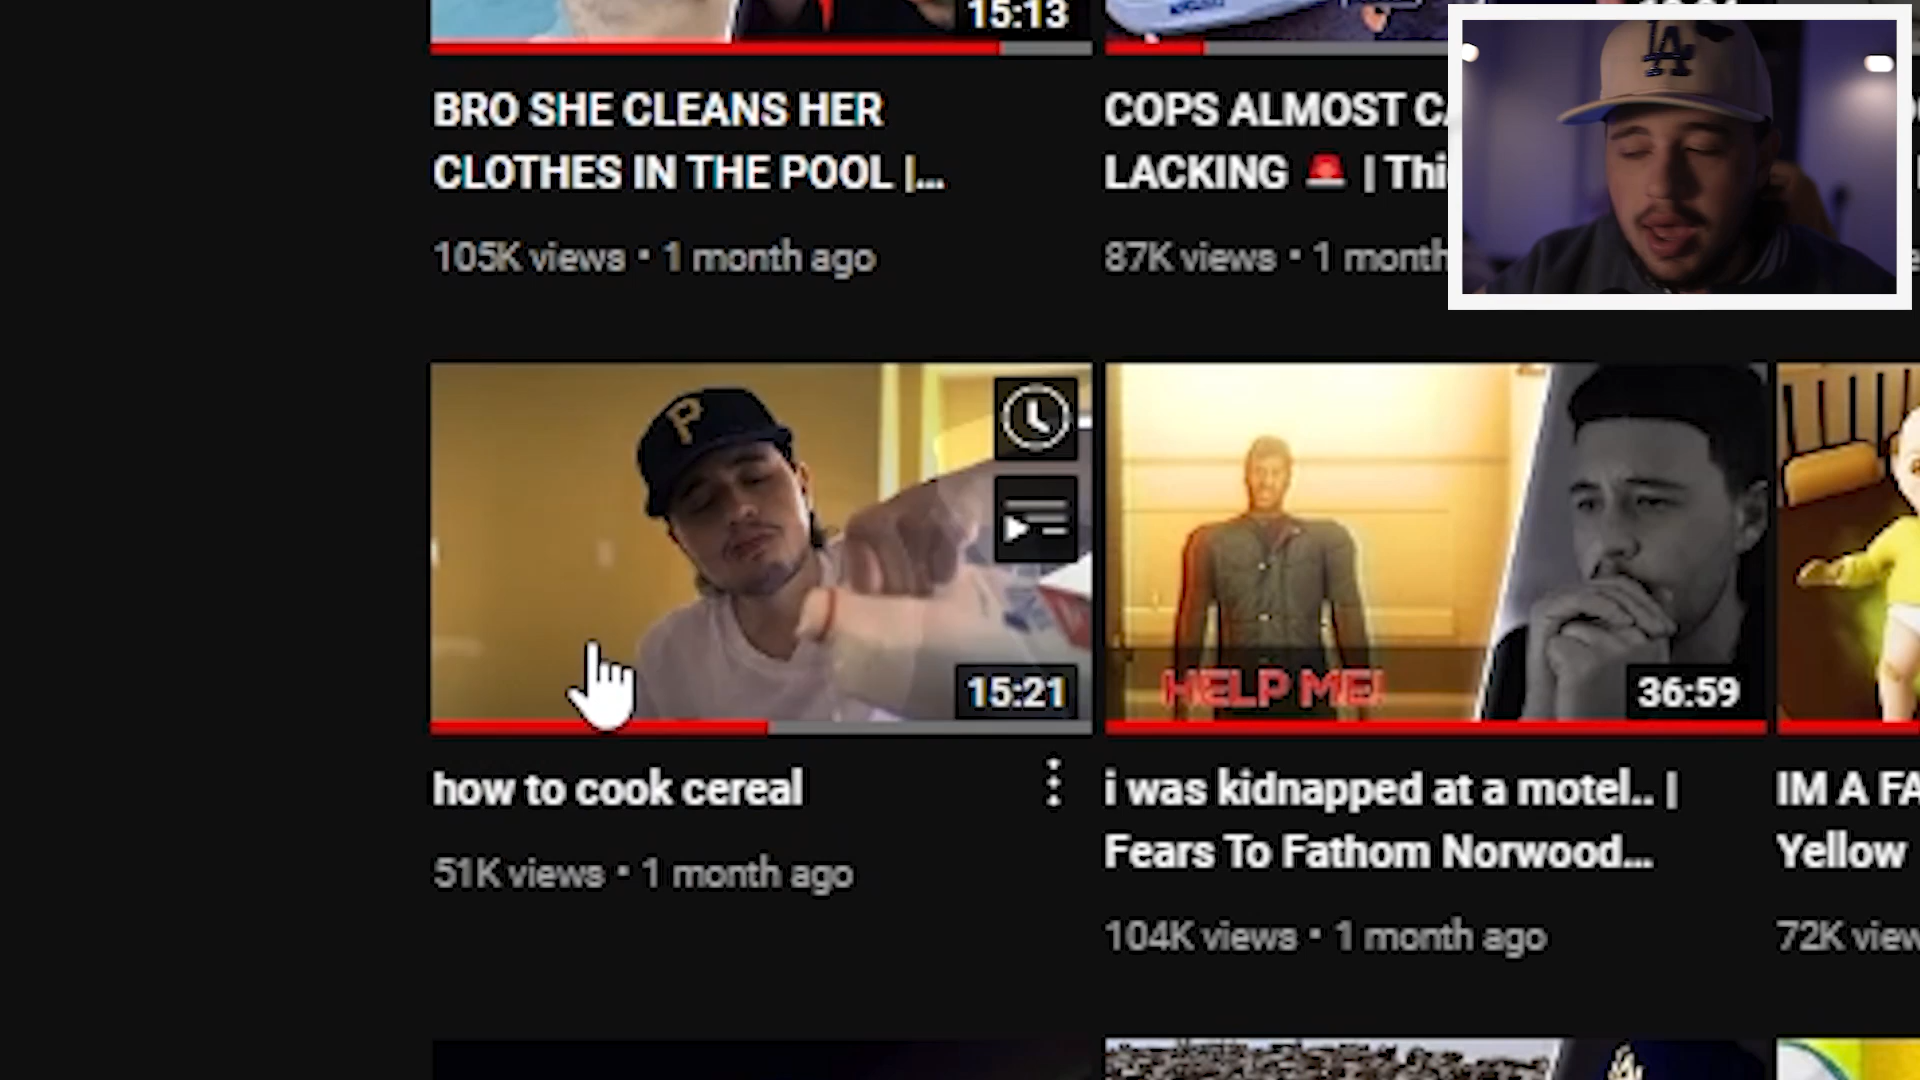 15:13
BRO SHE CLEANS HER
CLOTHES IN THE POOL |...
105K views • 1 month ago
COPS ALMOST
LACKING 🚨 | Thi
87K views • 1 month
LA
P
15:21
how to cook cereal
51K views • 1 month ago
HELP ME!
36:59
i was kidnapped at a motel.. |
Fears To Fathom Norwood...
104K views • 1 month ago
IM A FA
Yellow
72K view